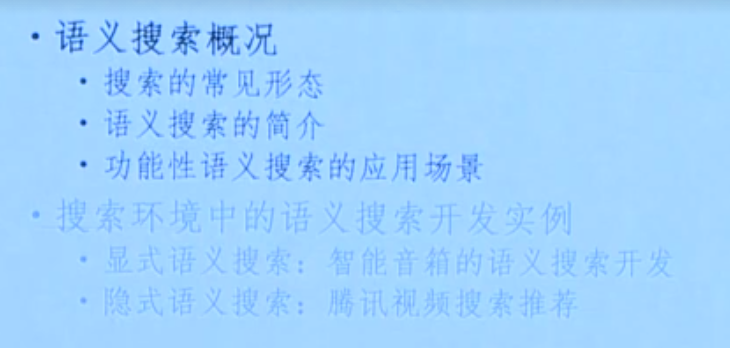 • 语义搜索概况
• 搜索的常见形态
• 语义搜索的简介
• 功能性语义搜索的应用场景
• 搜索环境中的语义搜索开发实例
• 显式语义搜索：智能音箱的语义搜索开发
• 隐式语义搜索：腾讯视频搜索推荐